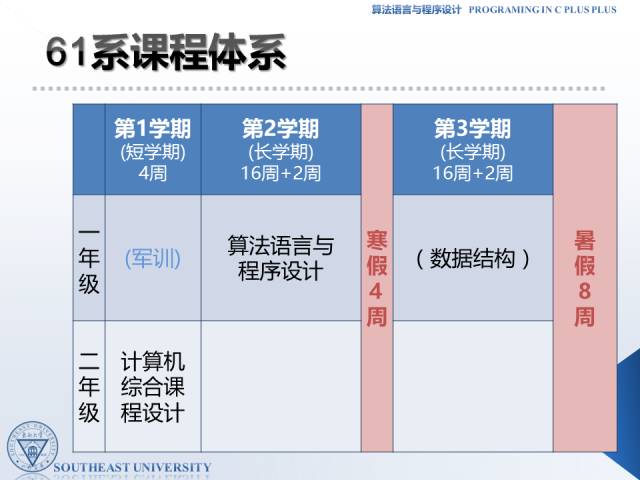 算法语言与程序设计 PROGRAMING IN C PLUS PLUS
61系课程体系
第1学期
(短学期)
4周
第2学期
(长学期)
16周+2周
第3学期
(长学期)
16周+2周
一
年
级
(军训)
算法语言与
程序设计
寒
假
4
周
（数据结构）
暑
假
8
周
二
年
级
计算机
综合课
程设计
SOUTHEAST UNIVERSITY